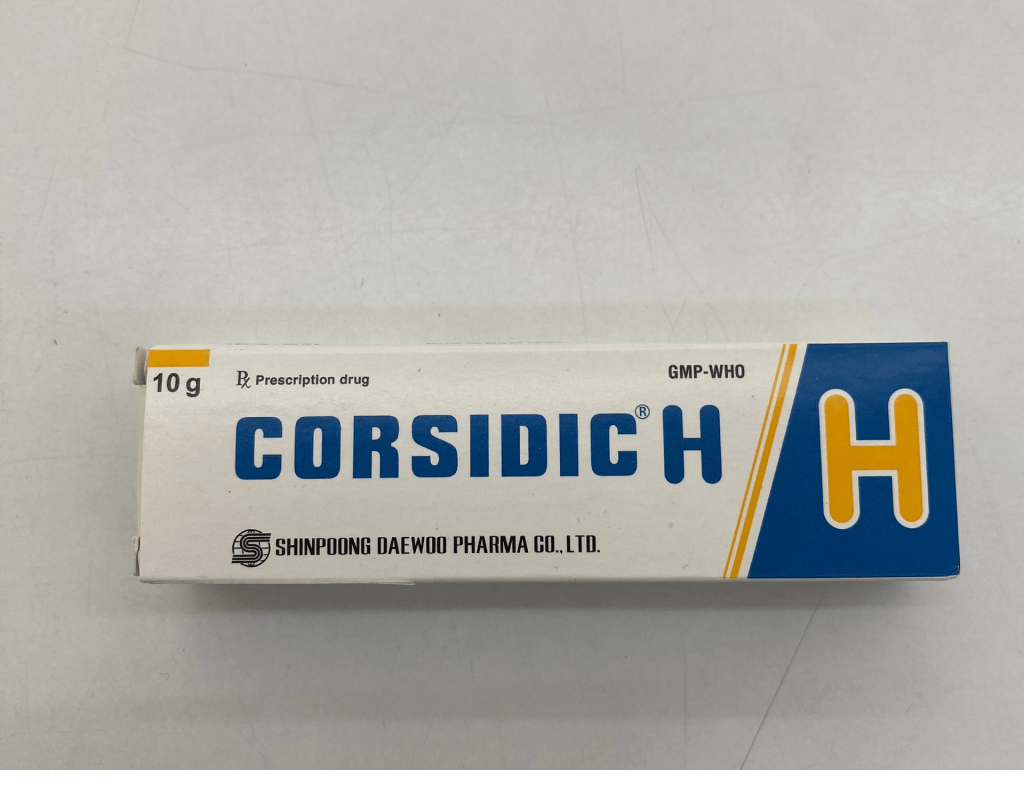 10 g
℞ Prescription drug
GMP-WHO
CORSIDIC® H
H
SHINPOONG DAEWOO PHARMA CO., LTD.